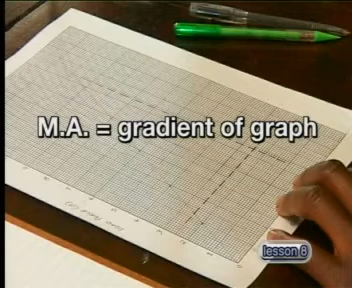 M.A. = gradient of graph
lesson 8